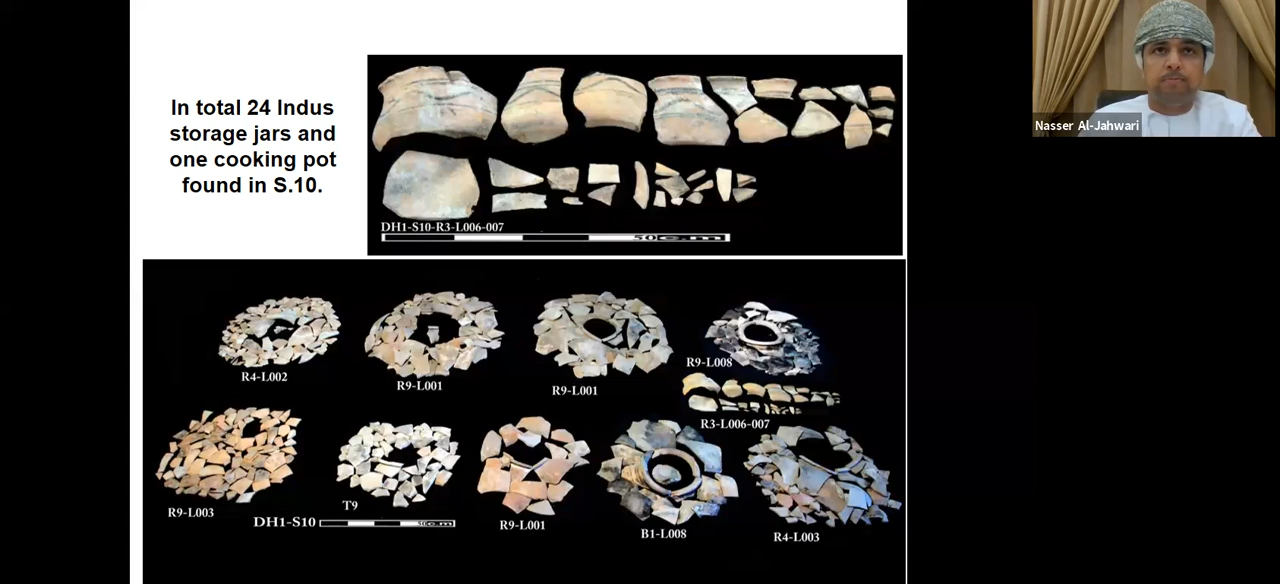 In total 24 Indus
storage jars and
one cooking pot
found in S.10.
DH1-S10-R3-L006-007
50c.m
Nasser Al-Jahwari
R4-L002
R9-L001
R9-L001
R9-L008
R3-L006-007
R9-L003
T9
R9-L001
B1-L008
R4-L003
DH1-S10